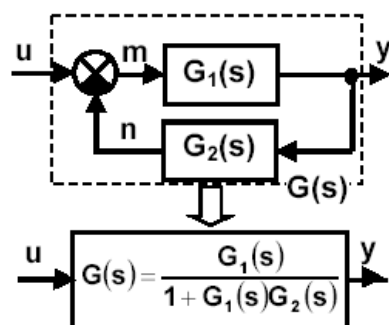 u m G₁(s) y
n G₂(s)
G(s)
u G(s) = G₁(s) / 1 + G₁(s)G₂(s) y